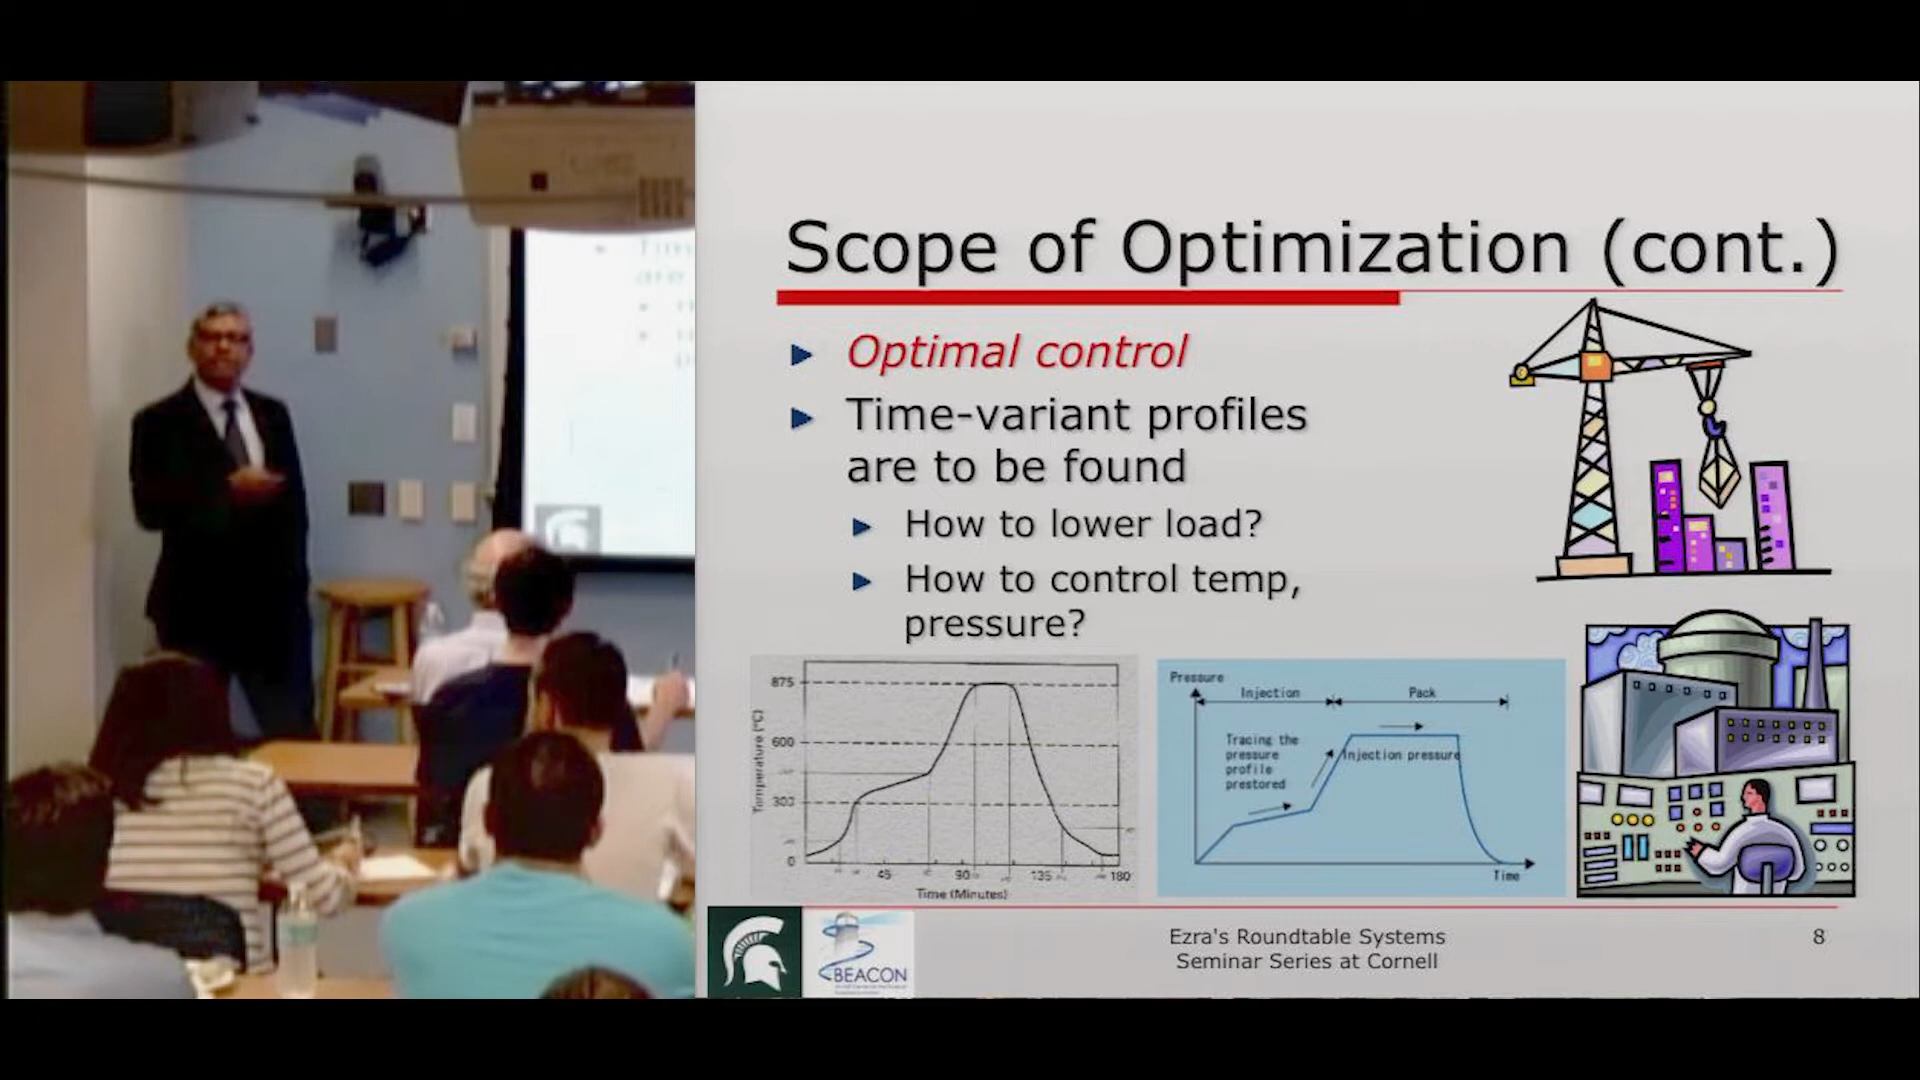 Scope of Optimization (cont.)
Optimal control
Time-variant profiles
are to be found
How to lower load?
How to control temp,
pressure?
875
600
300
0
Temperature (°C)
45
90
135
180
Time (Minutes)
Pressure
Injection
Pack
Tracing the
pressure
profile
prestored
Injection pressure
Time
BEACON
Ezra's Roundtable Systems
Seminar Series at Cornell
8